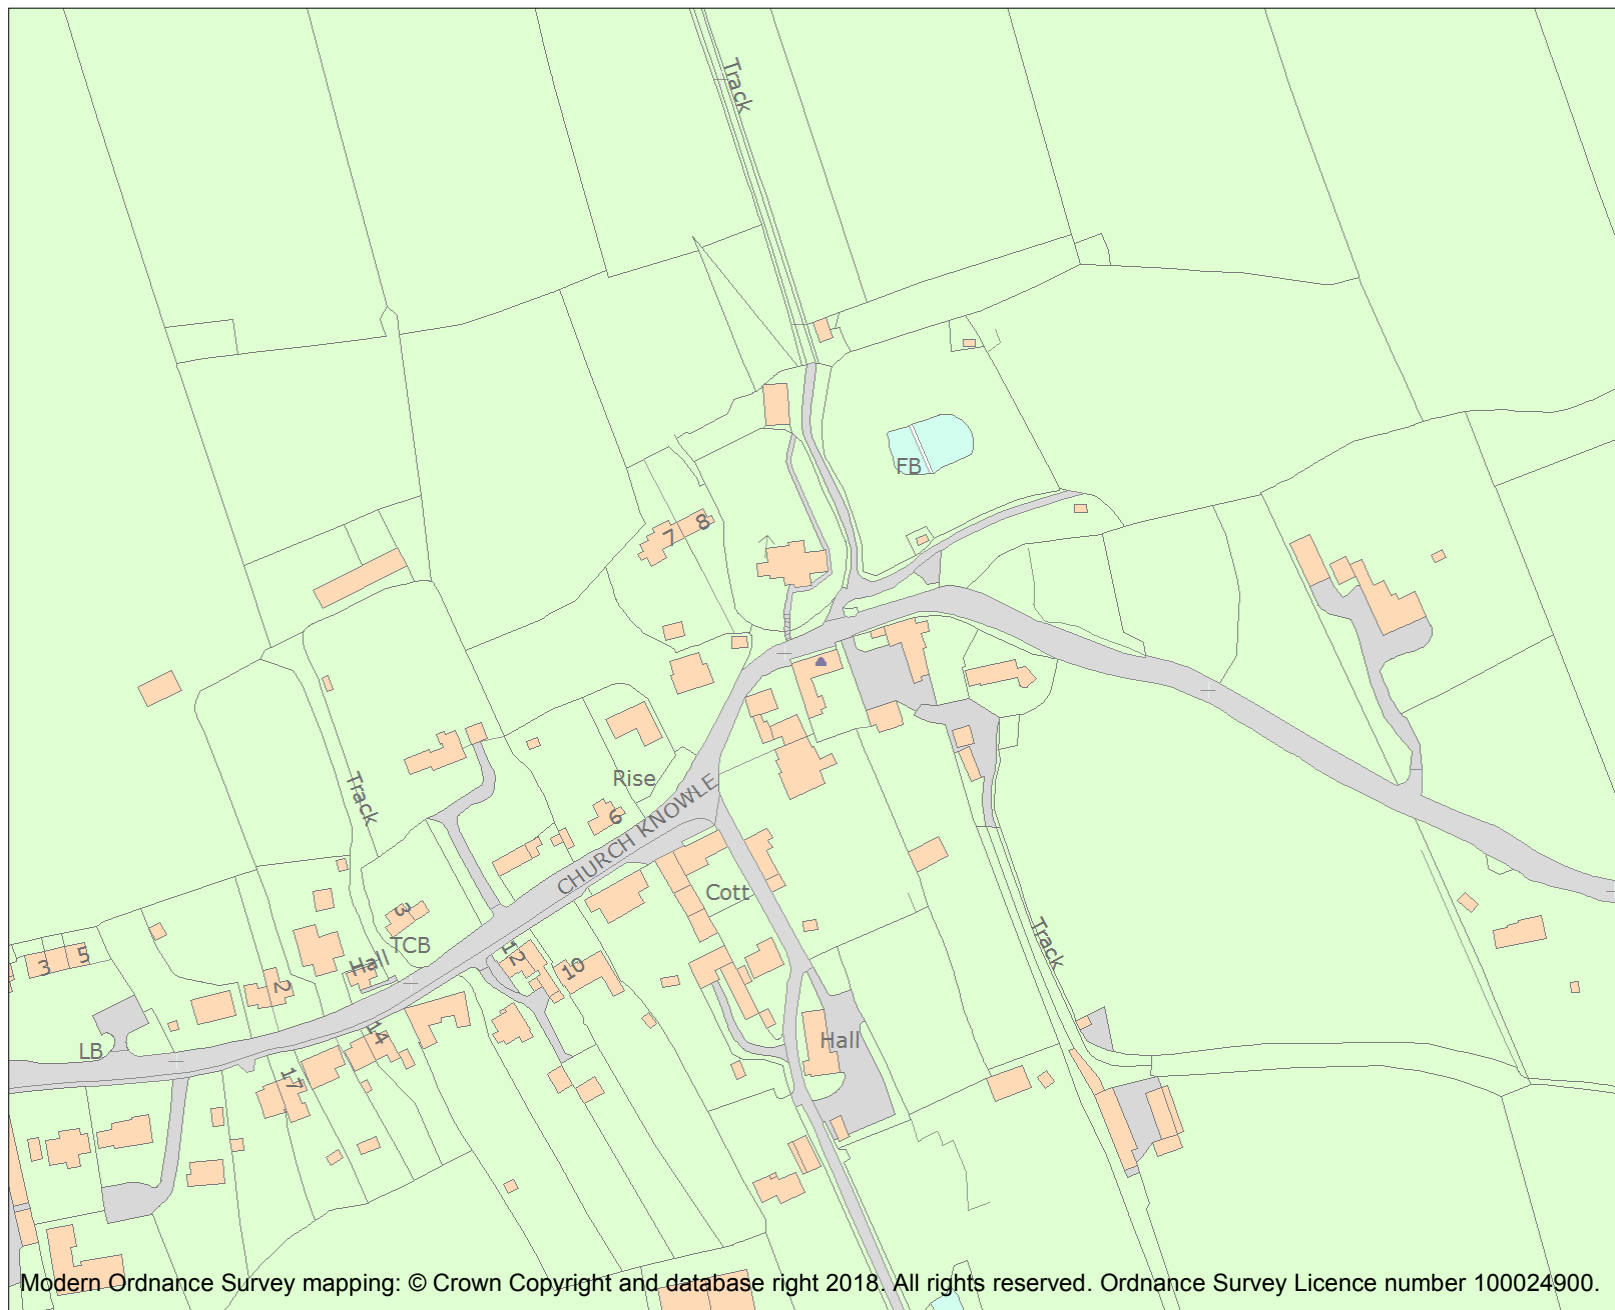 Track
FB
7
8
Rise
6
CHURCH KNOWLE
Track
Cott
3
TCB
Hall
12
10
3
5
2
Track
LB
14
17
Hall
Modern Ordnance Survey mapping: © Crown Copyright and database right 2018. All rights reserved. Ordnance Survey Licence number 100024900.